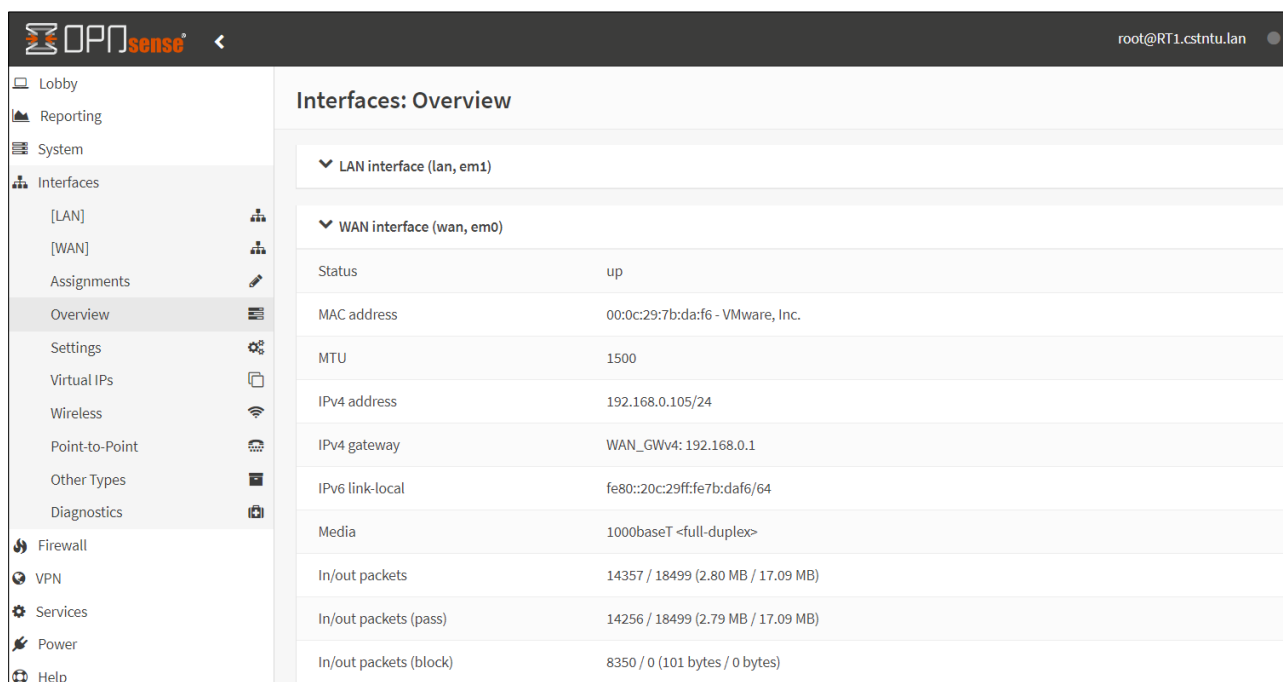 OPNsense®
root@RT1.cstntu.lan
Lobby
Reporting
System
Interfaces
[LAN]
[WAN]
Assignments
Overview
Settings
Virtual IPs
Wireless
Point-to-Point
Other Types
Diagnostics
Firewall
VPN
Services
Power
Help
Interfaces: Overview
LAN interface (lan, em1)
WAN interface (wan, em0)
Status up
MAC address 00:0c:29:7b:da:f6 - VMware, Inc.
MTU 1500
IPv4 address 192.168.0.105/24
IPv4 gateway WAN_GWv4: 192.168.0.1
IPv6 link-local fe80::20c:29ff:fe7b:daf6/64
Media 1000baseT <full-duplex>
In/out packets 14357 / 18499 (2.80 MB / 17.09 MB)
In/out packets (pass) 14256 / 18499 (2.79 MB / 17.09 MB)
In/out packets (block) 8350 / 0 (101 bytes / 0 bytes)